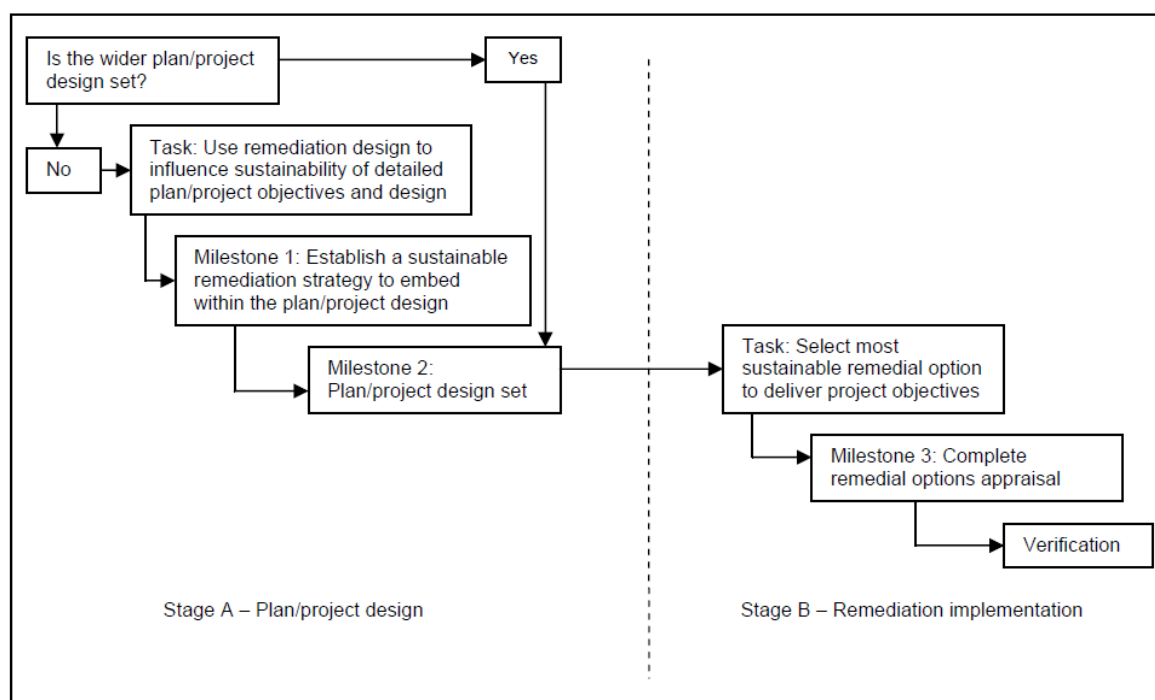 Is the wider plan/project
design set?
Yes
No
Task: Use remediation design to
influence sustainability of detailed
plan/project objectives and design
Milestone 1: Establish a sustainable
remediation strategy to embed
within the plan/project design
Milestone 2:
Plan/project design set
Task: Select most
sustainable remedial option
to deliver project objectives
Milestone 3: Complete
remedial options appraisal
Verification
Stage A – Plan/project design
Stage B – Remediation implementation